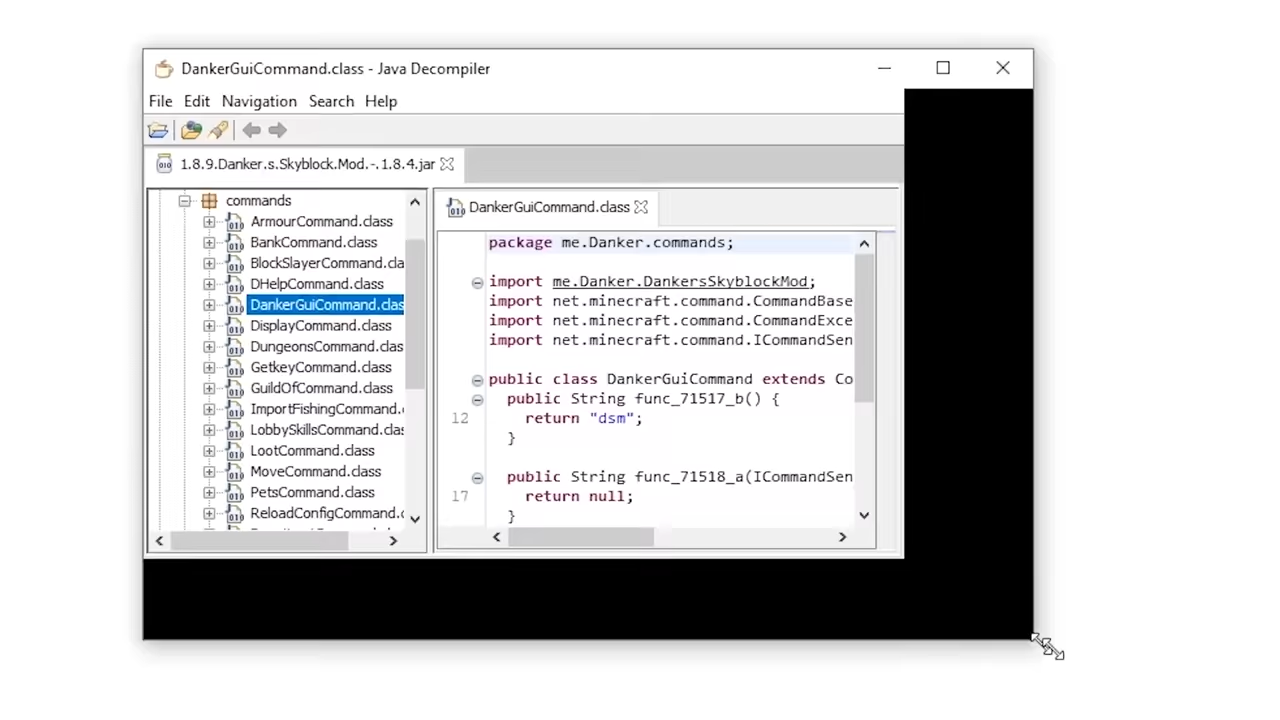 DankerGuiCommand.class - Java Decompiler
File Edit Navigation Search Help
1.8.9.Danker.s.Skyblock.Mod.-.1.8.4.jar
commands
ArmourCommand.class
BankCommand.class
BlockSlayerCommand.cla
DHelpCommand.class
DankerGuiCommand.clas
DisplayCommand.class
DungeonsCommand.clas
GetkeyCommand.class
GuildOfCommand.class
ImportFishingCommand.
LobbySkillsCommand.clas
LootCommand.class
MoveCommand.class
PetsCommand.class
ReloadConfigCommand.c
DankerGuiCommand.class
package me.Danker.commands;
import me.Danker.DankersSkyblockMod;
import net.minecraft.command.CommandBase
import net.minecraft.command.CommandExce
import net.minecraft.command.ICommandSen
public class DankerGuiCommand extends Co
public String func_71517_b() {
12 return "dsm";
}
public String func_71518_a(ICommandSen
17 return null;
}